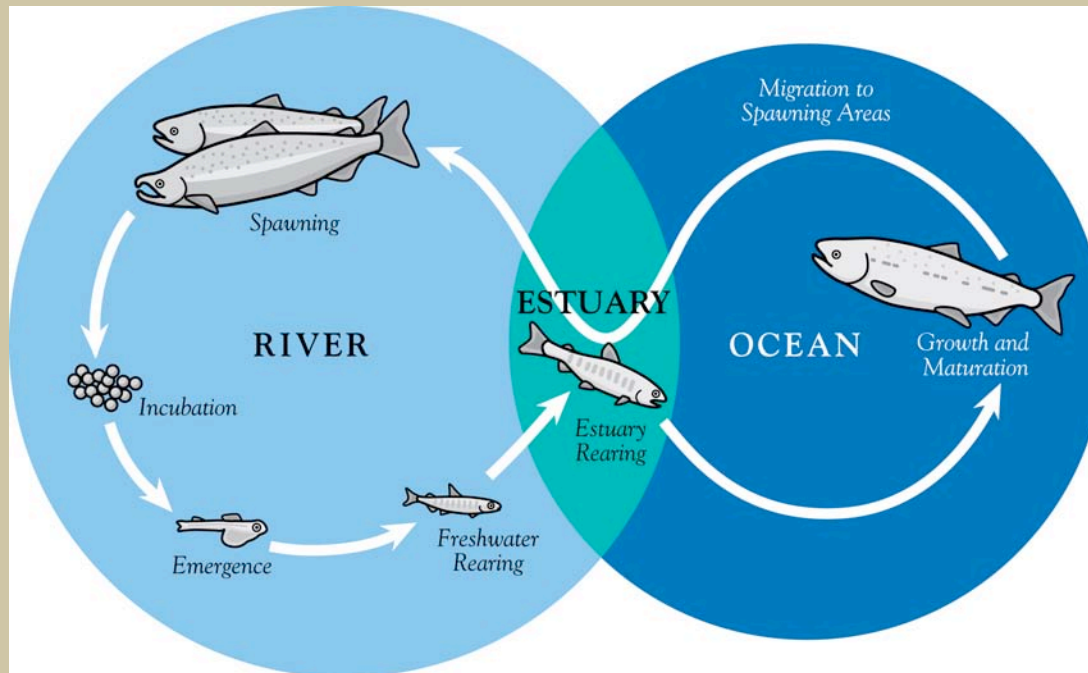 Migration to
Spawning Areas
Spawning
ESTUARY
RIVER
OCEAN
Growth and
Maturation
Incubation
Estuary
Rearing
Freshwater
Rearing
Emergence